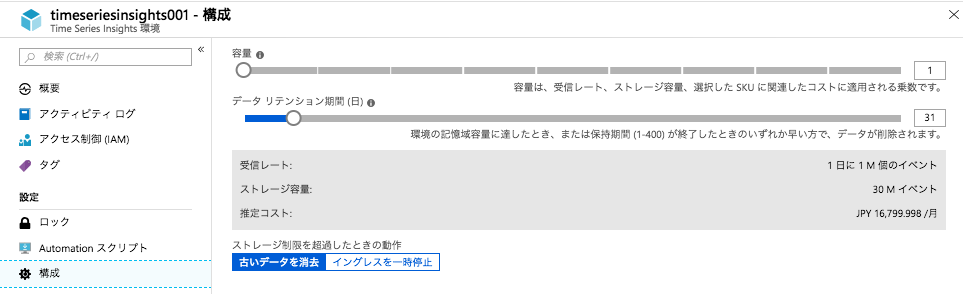 timeseriesinsights001 - 構成
Time Series Insights 環境
検索 (Ctrl+/)
概要
アクティビティ ログ
アクセス制御 (IAM)
タグ
設定
ロック
Automation スクリプト
構成
容量
1
容量は、受信レート、ストレージ容量、選択した SKU に関連したコストに適用される乗数です。
データ リテンション期間 (日)
31
環境の記憶域容量に達したとき、または保持期間 (1-400) が終了したときのいずれか早い方で、データが削除されます。
受信レート: 1 日に 1 M 個のイベント
ストレージ容量: 30 M イベント
推定コスト: JPY 16,799.998 /月
ストレージ制限を超過したときの動作
古いデータを消去 イングレスを一時停止